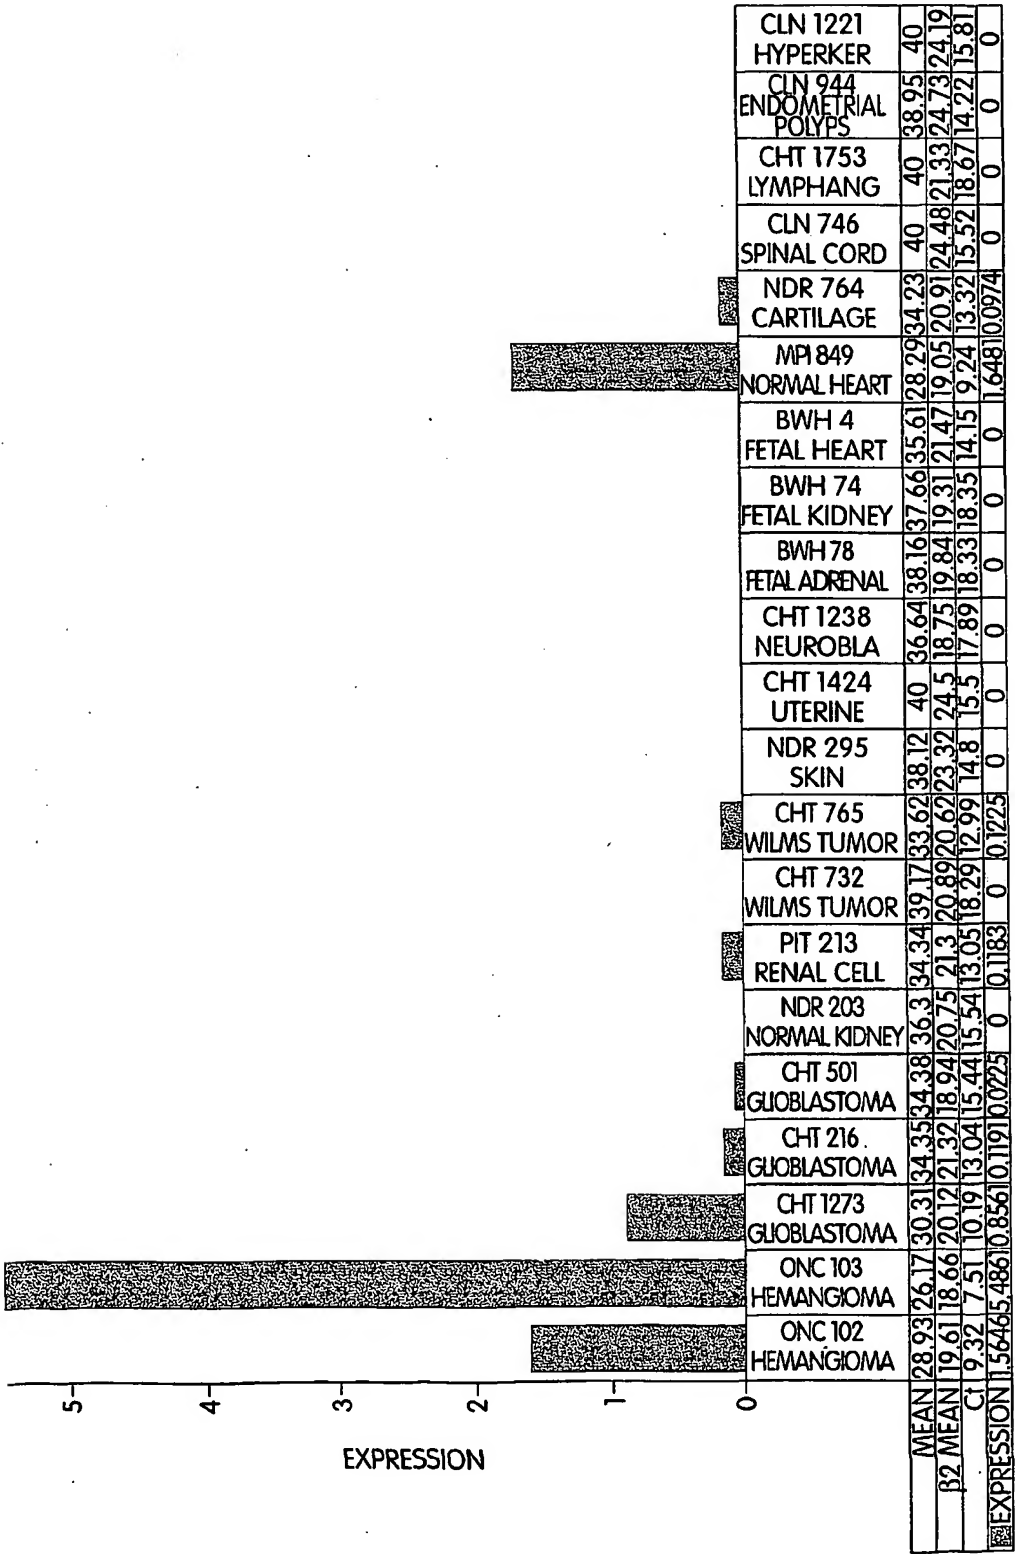 CLN 1221
HYPERKER
40 24.19 15.81 0
CLN 944
ENDOMETRIAL
POLYPS
38.95 24.73 14.22 0
CHT 1753
LYMPHANG
40 21.33 18.67 0
CLN 746
SPINAL CORD
40 24.48 15.52 0
NDR 764
CARTILAGE
34.23 20.91 13.32 0.0974
MPI 849
NORMAL HEART
28.29 19.05 9.24 1.6481
BWH 4
FETAL HEART
35.61 21.47 14.15 0
BWH 74
FETAL KIDNEY
37.66 19.31 18.35 0
BWH 78
FETAL ADRENAL
38.16 19.84 18.33 0
CHT 1238
NEUROBLA
36.64 18.75 17.89 0
CHT 1424
UTERINE
40 24.5 15.5 0
NDR 295
SKIN
38.12 23.32 14.8 0
CHT 765
WILMS TUMOR
33.62 20.62 12.99 0.1225
CHT 732
WILMS TUMOR
39.17 20.89 18.29 0
PIT 213
RENAL CELL
34.34 21.3 13.05 0.1183
NDR 203
NORMAL KIDNEY
36.3 20.75 15.54 0
CHT 501
GLIOBLASTOMA
34.38 18.94 15.44 0.0225
CHT 216
GLIOBLASTOMA
34.35 21.32 13.04 0.1191
CHT 1273
GLIOBLASTOMA
30.31 20.12 10.19 0.8561
ONC 103
HEMANGIOMA
26.17 18.66 7.51 5.4861
ONC 102
HEMANGIOMA
28.93 19.61 9.32 1.5646
MEAN
β2 MEAN
Ct
EXPRESSION
5 4 3 2 1 0
EXPRESSION